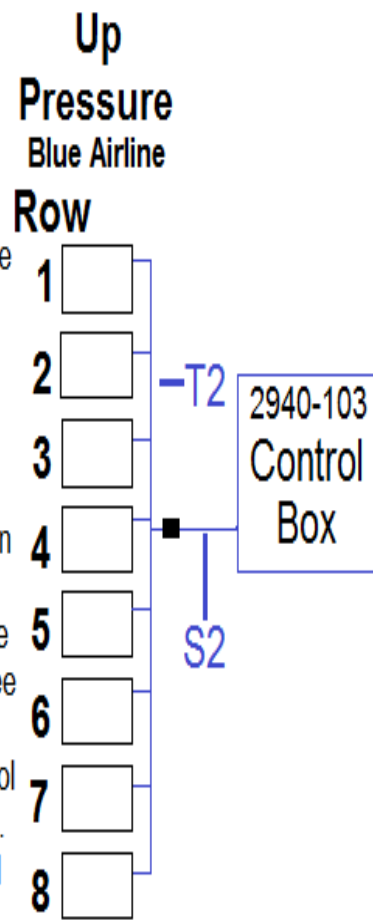 Up
Pressure
Blue Airline
Row
1
2
T2
3
4
5
6
7
8
2940-103
Control
Box
S2